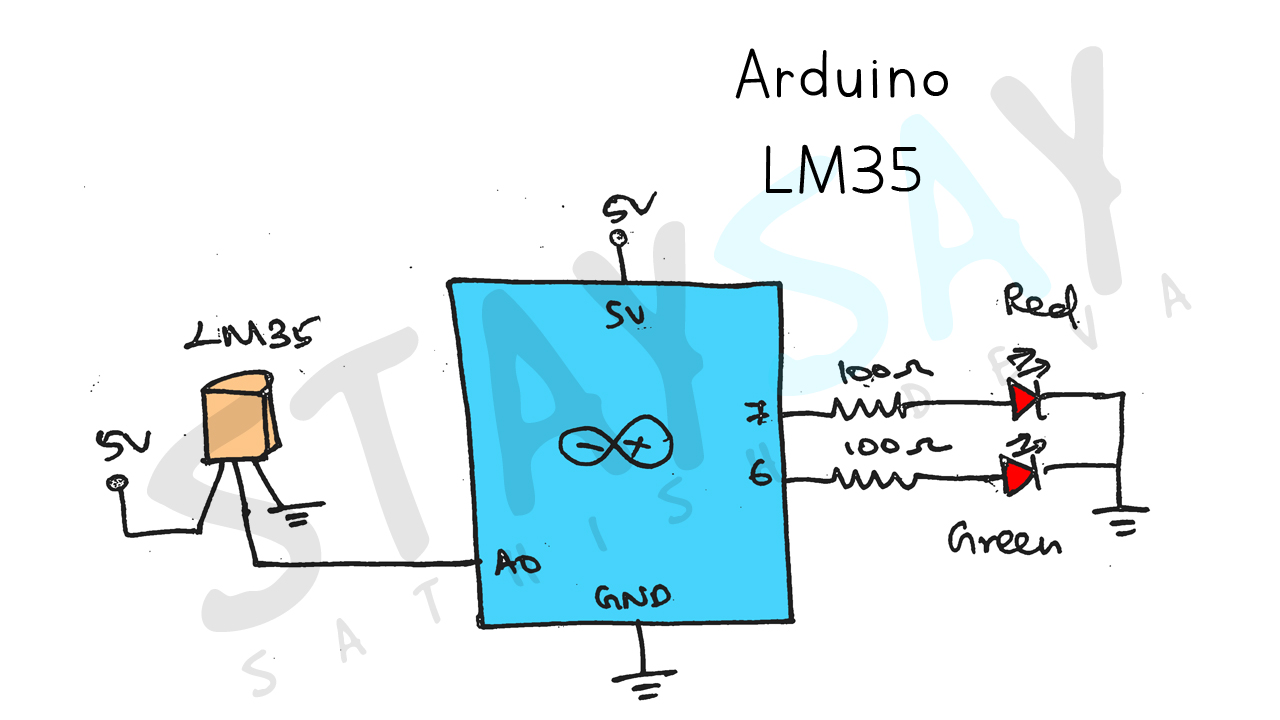 Arduino
LM35
5V
5V
LM35
5V
7
6
A0
GND
100Ω
100Ω
Red
Green
STAYSAY
SATHISH DEVA